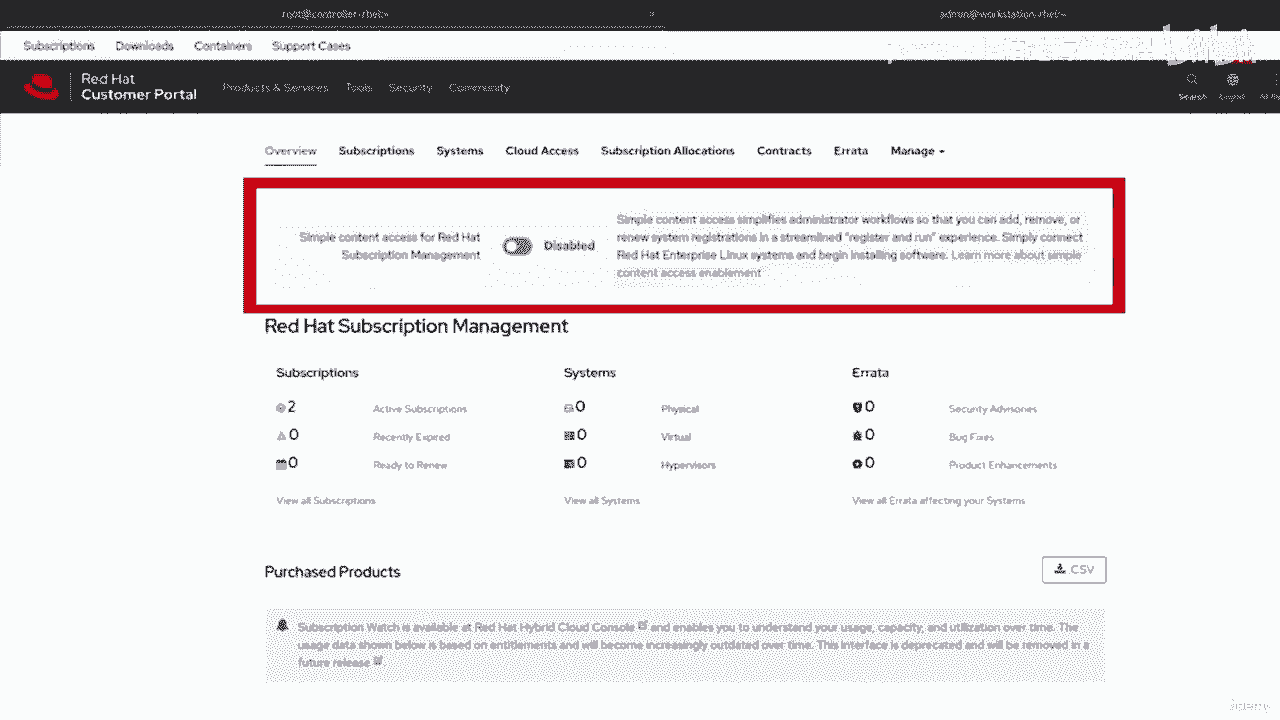 root@controller-rhel:~ × admin@workstation-rhel:~
Subscriptions Downloads Containers Support Cases
Red Hat
Customer Portal
Products & Services Tools Security Community
Search
Overview Subscriptions Systems Cloud Access Subscription Allocations Contracts Errata Manage
Simple content access for Red Hat
Subscription Management
Disabled
Simple content access simplifies administrator workflows so that you can add, remove, or
renew system registrations in a streamlined "register and run" experience. Simply connect
Red Hat Enterprise Linux systems and begin installing software. Learn more about simple
content access enablement
Red Hat Subscription Management
Subscriptions Systems Errata
2 Active Subscriptions 0 Physical 0 Security Advisories
0 Recently Expired 0 Virtual 0 Bug Fixes
0 Ready to Renew 0 Hypervisors 0 Product Enhancements
View all Subscriptions View all Systems View all Errata affecting your Systems
Purchased Products
CSV
Subscription Watch is available at Red Hat Hybrid Cloud Console and enables you to understand your usage, capacity, and utilization over time. The
usage data shown below is based on entitlements and will become increasingly outdated over time. This interface is deprecated and will be removed in a
future release